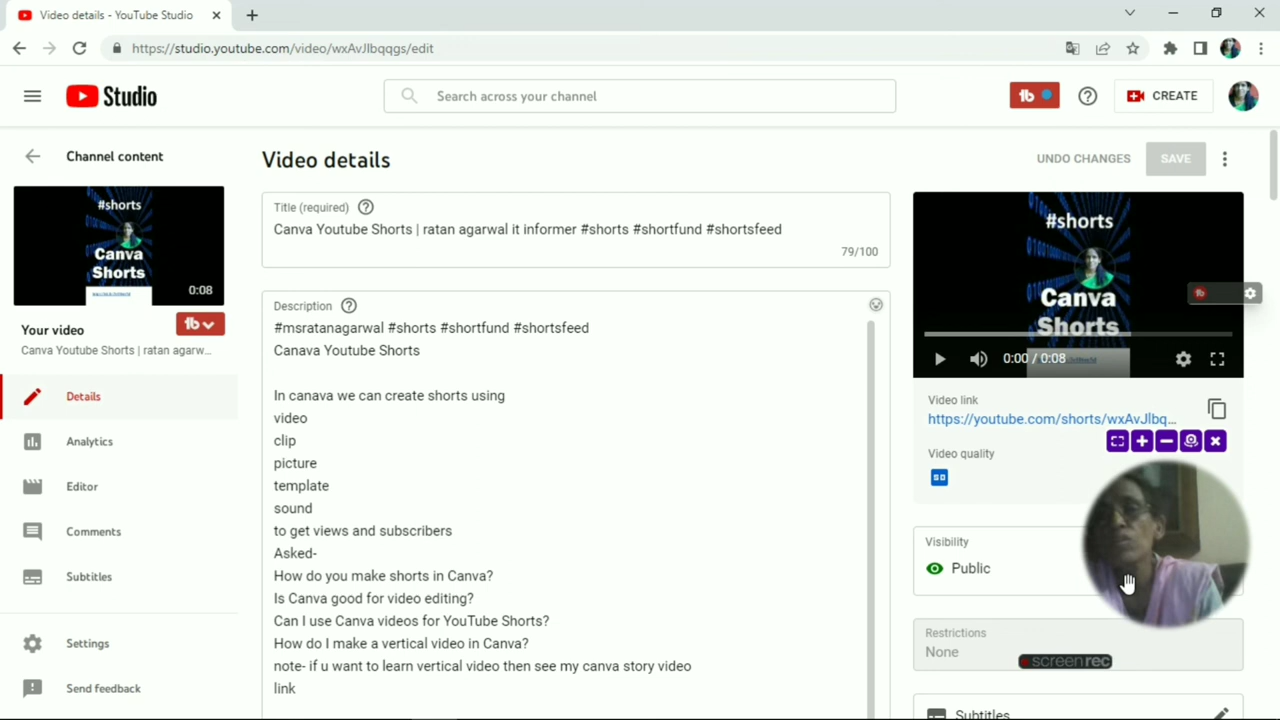 Video details - YouTube Studio
https://studio.youtube.com/video/wxAvJlbqqgs/edit
Studio
Search across your channel
tb
CREATE
Channel content
#shorts
Canva
Shorts
0:08
Your video
tb
Canva Youtube Shorts | ratan agarw...
Details
Analytics
Editor
Comments
Subtitles
Settings
Send feedback
Video details
UNDO CHANGES
SAVE
Title (required)
Canva Youtube Shorts | ratan agarwal it informer #shorts #shortfund #shortsfeed
79/100
Description
#msratanagarwal #shorts #shortfund #shortsfeed
Canava Youtube Shorts
In canava we can create shorts using
video
clip
picture
template
sound
to get views and subscribers
Asked-
How do you make shorts in Canva?
Is Canva good for video editing?
Can I use Canva videos for YouTube Shorts?
How do I make a vertical video in Canva?
note- if u want to learn vertical video then see my canva story video
link
#shorts
Canva
Shorts
tb
0:00 / 0:08
Video link
https://youtube.com/shorts/wxAvJlbq...
Video quality
SD
Visibility
Public
Restrictions
None
screenrec
Subtitles